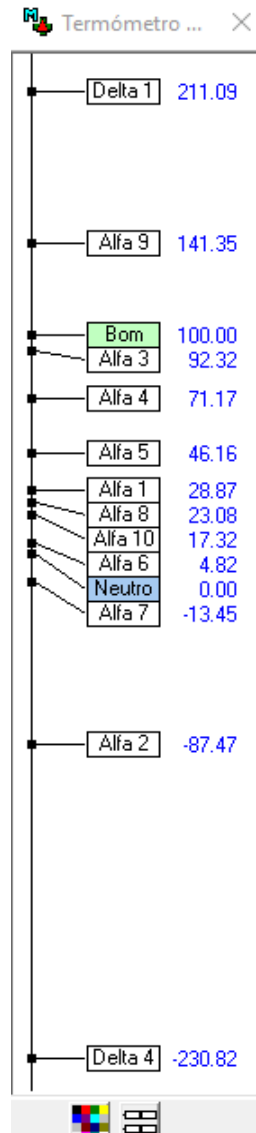 Termómetro ...
Delta 1 211.09
Alfa 9 141.35
Bom 100.00
Alfa 3 92.32
Alfa 4 71.17
Alfa 5 46.16
Alfa 1 28.87
Alfa 8 23.08
Alfa 10 17.32
Alfa 6 4.82
Neutro 0.00
Alfa 7 -13.45
Alfa 2 -87.47
Delta 4 -230.82